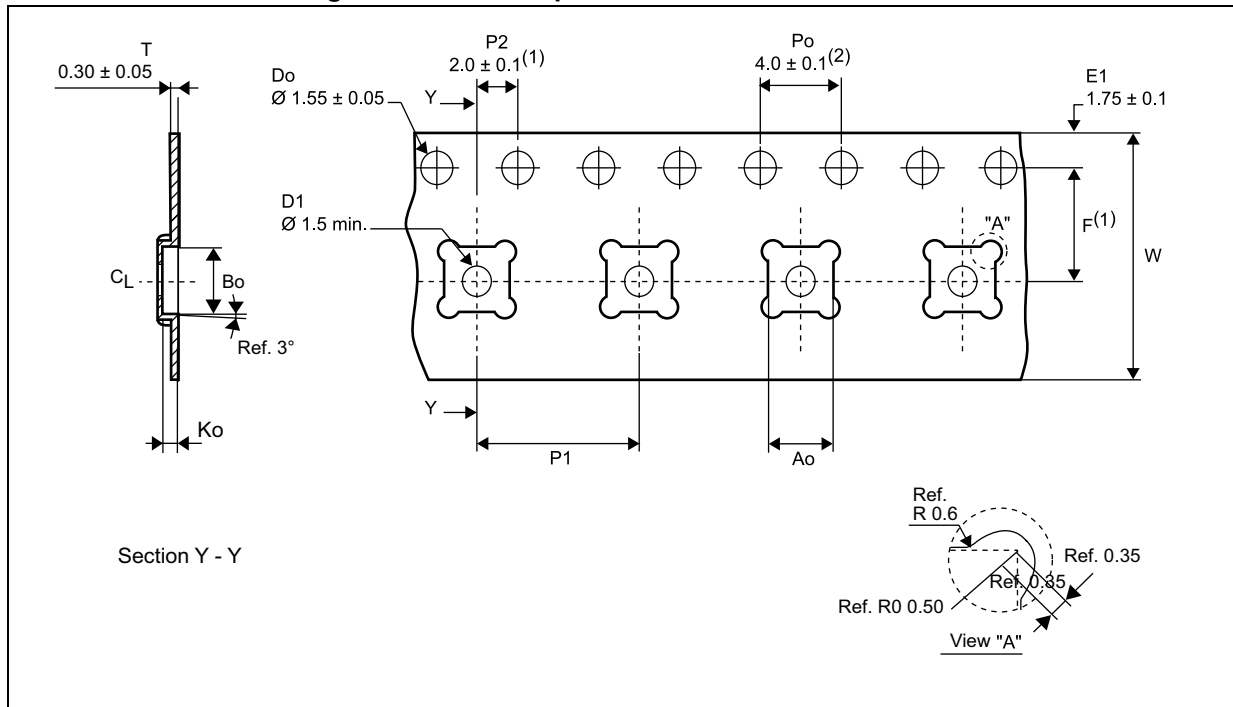 T
0.30 ± 0.05
Do
Ø 1.55 ± 0.05
P2
2.0 ± 0.1(1)
Y
Po
4.0 ± 0.1(2)
E1
1.75 ± 0.1
D1
Ø 1.5 min.
"A"
F(1)
W
CL
Bo
Ref. 3°
Y
Ko
P1
Ao
Section Y - Y
Ref.
R 0.6
Ref. 0.35
Ref. 0.35
Ref. R0 0.50
View "A"